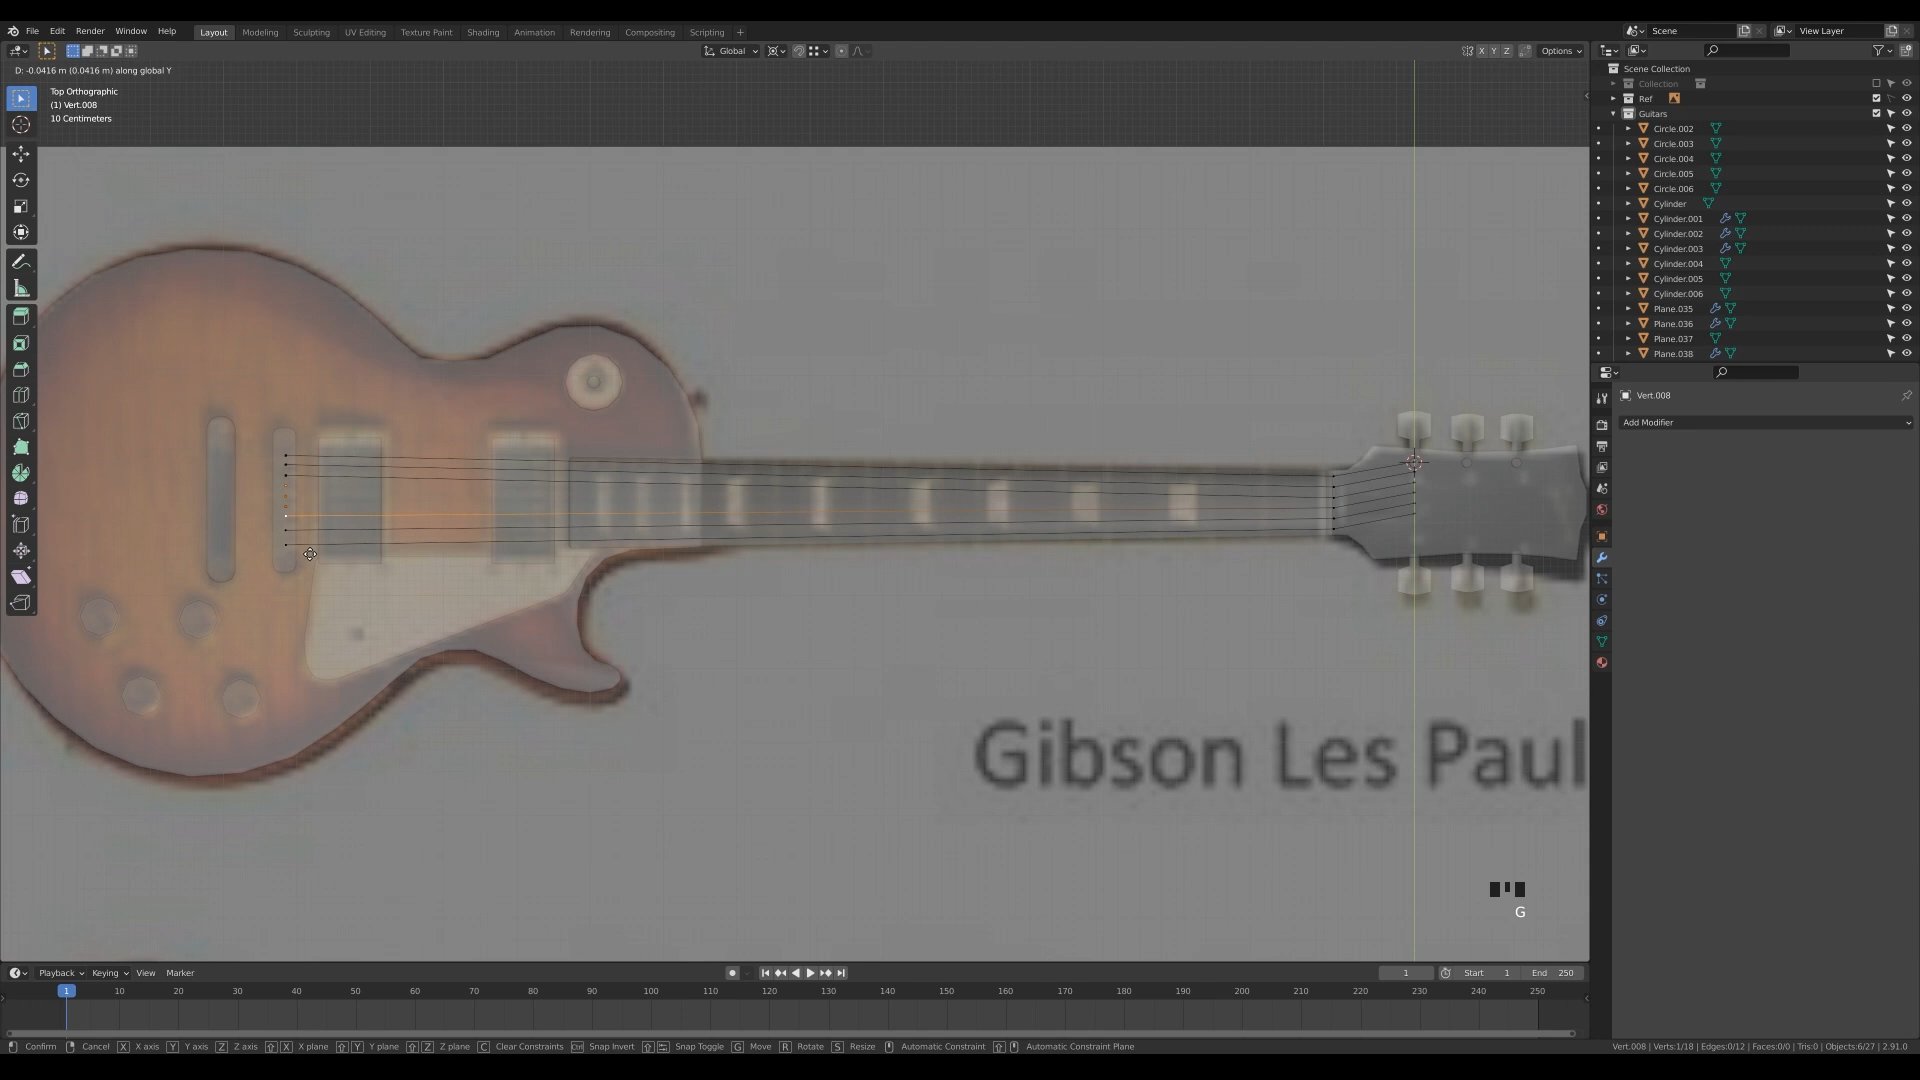 File Edit Render Window Help Layout Modeling Sculpting UV Editing Texture Paint Shading Animation Rendering Compositing Scripting + Scene View Layer
Global X Y Z Options
D: -0.0416 m (0.0416 m) along global Y
Top Orthographic
(1) Vert.008
10 Centimeters
Scene Collection
Collection
Ref
Guitars
Circle.002
Circle.003
Circle.004
Circle.005
Circle.006
Cylinder
Cylinder.001
Cylinder.002
Cylinder.003
Cylinder.004
Cylinder.005
Cylinder.006
Plane.035
Plane.036
Plane.037
Plane.038
Vert.008
Add Modifier
Gibson Les Paul
G
Playback Keying View Marker 1 Start 1 End 250
1 10 20 30 40 50 60 70 80 90 100 110 120 130 140 150 160 170 180 190 200 210 220 230 240 250
Confirm Cancel X X axis Y Y axis Z Z axis X X plane Y Y plane Z Z plane C Clear Constraints Ctrl Snap Invert Snap Toggle G Move R Rotate S Resize Automatic Constraint Automatic Constraint Plane Vert.008 | Verts:1/18 | Edges:0/12 | Faces:0/0 | Tris:0 | Objects:6/27 | 2.91.0